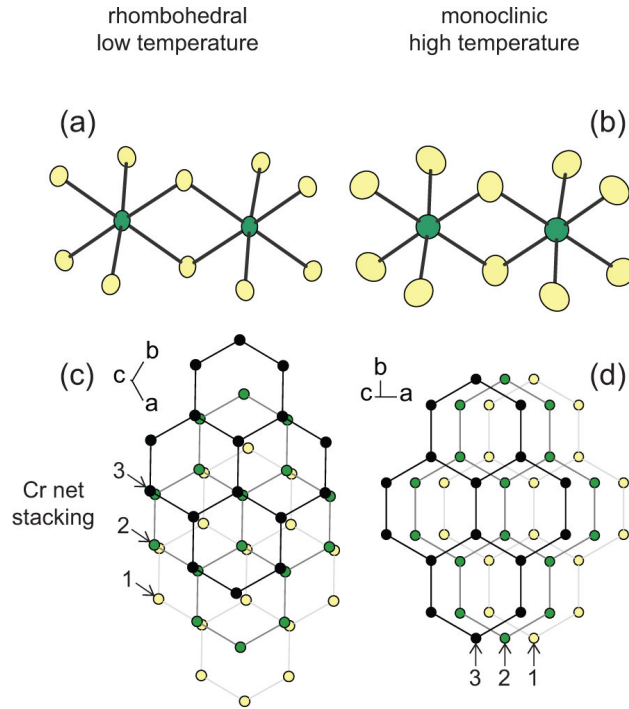 rhombohedral
low temperature
monoclinic
high temperature
(a)
(b)
(c)
b
c
a
(d)
b
c
a
Cr net
stacking
3
2
1
3
2
1